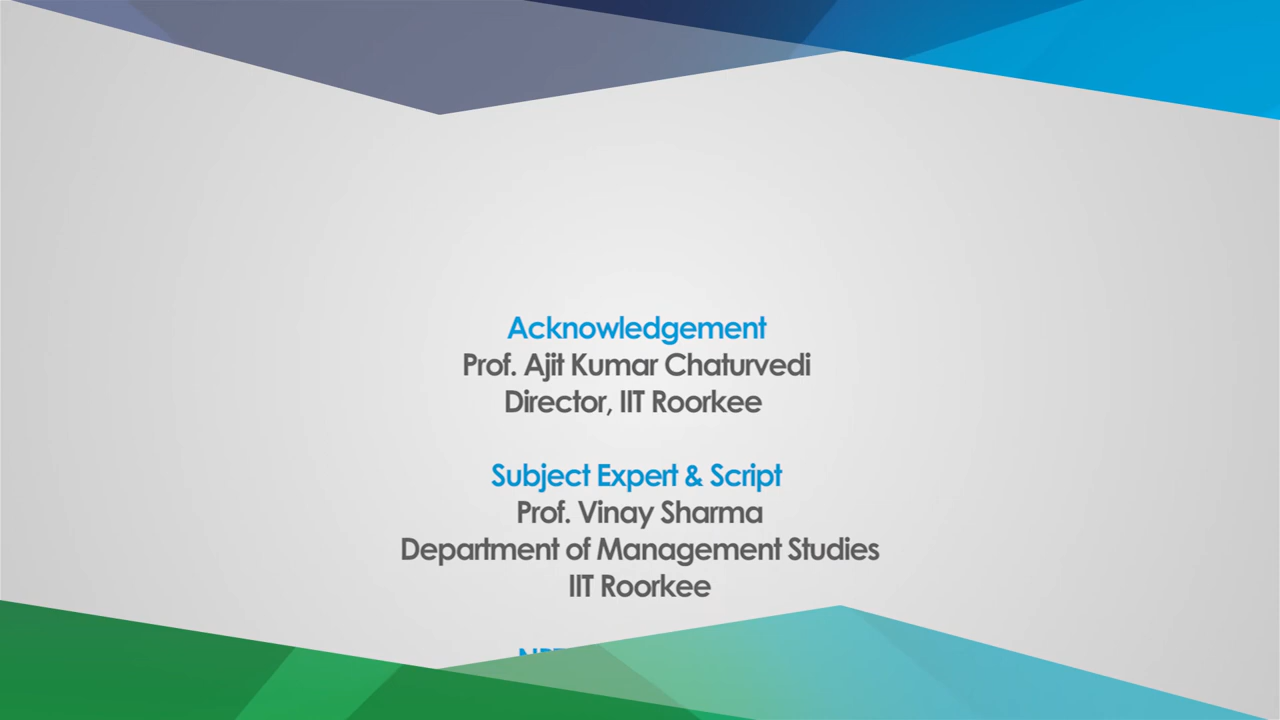 Acknowledgement
Prof. Ajit Kumar Chaturvedi
Director, IIT Roorkee
Subject Expert & Script
Prof. Vinay Sharma
Department of Management Studies
IIT Roorkee